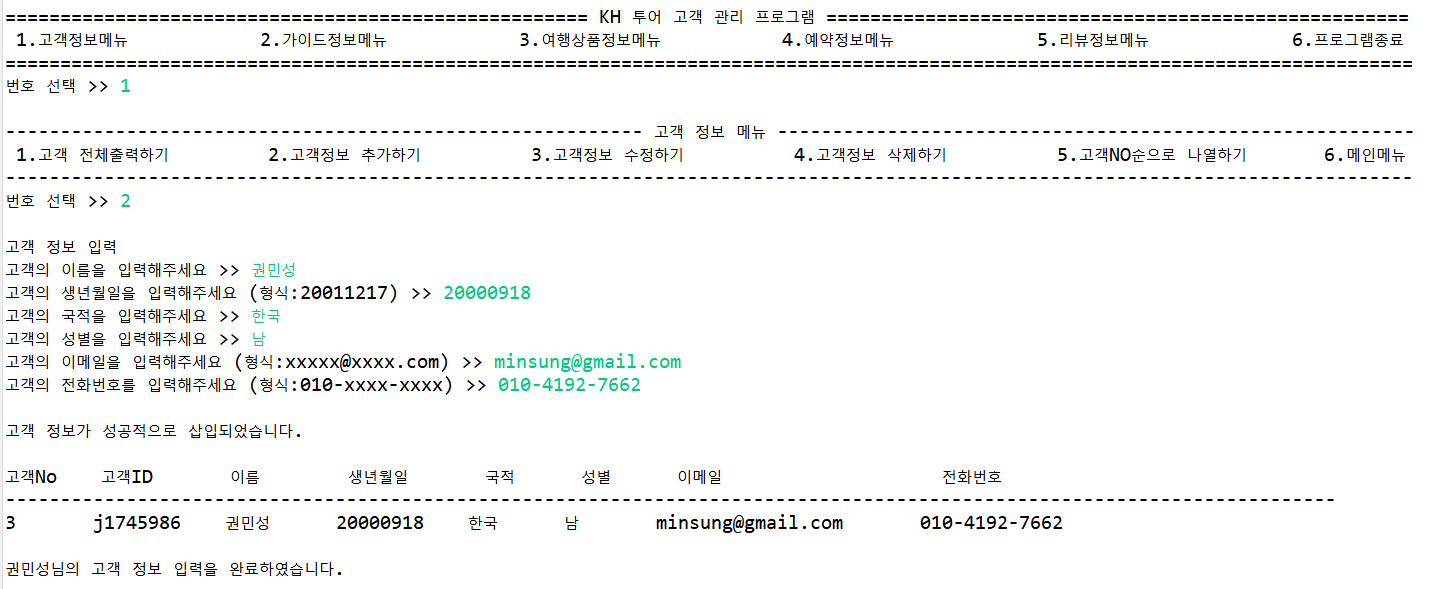 ====================================================== KH 투어 고객 관리 프로그램 ======================================================
1.고객정보메뉴 2.가이드정보메뉴 3.여행상품정보메뉴 4.예약정보메뉴 5.리뷰정보메뉴 6.프로그램종료
==================================================================================================================================
번호 선택 >> 1
---------------------------------------------------------- 고객 정보 메뉴 ----------------------------------------------------------
1.고객 전체출력하기 2.고객정보 추가하기 3.고객정보 수정하기 4.고객정보 삭제하기 5.고객NO순으로 나열하기 6.메인메뉴
----------------------------------------------------------------------------------------------------------------------------------
번호 선택 >> 2
고객 정보 입력
고객의 이름을 입력해주세요 >> 권민성
고객의 생년월일을 입력해주세요 (형식:20011217) >> 20000918
고객의 국적을 입력해주세요 >> 한국
고객의 성별을 입력해주세요 >> 남
고객의 이메일을 입력해주세요 (형식:xxxxx@xxxx.com) >> minsung@gmail.com
고객의 전화번호를 입력해주세요 (형식:010-xxxx-xxxx) >> 010-4192-7662
고객 정보가 성공적으로 삽입되었습니다.
고객No 고객ID 이름 생년월일 국적 성별 이메일 전화번호
---------------------------------------------------------------------------------------------------------------------------
3 j1745986 권민성 20000918 한국 남 minsung@gmail.com 010-4192-7662
권민성님의 고객 정보 입력을 완료하였습니다.